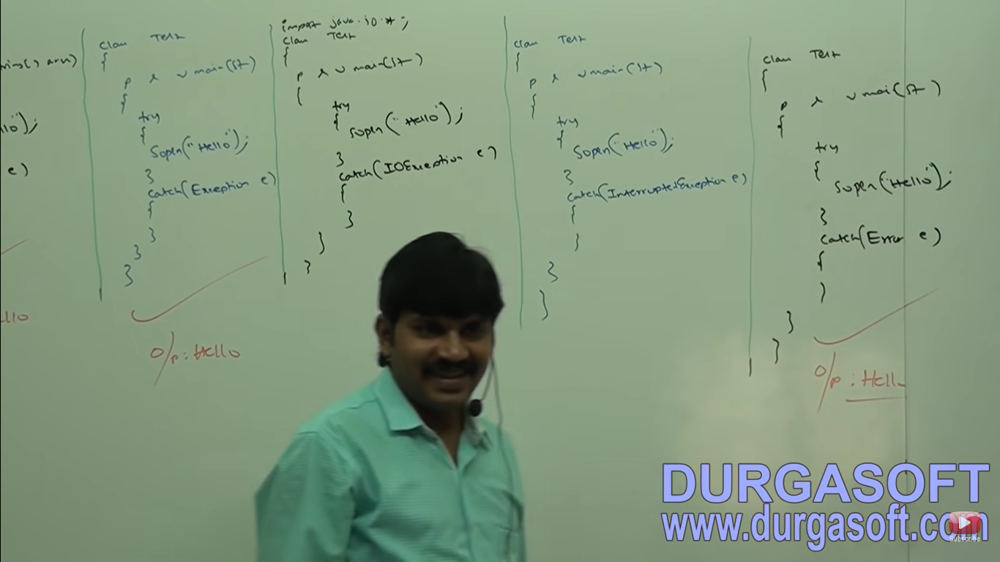 ring[] args)
llo");
e)
llo
class Test
{
p s v main(St)
{
try
{
Sopln("Hello");
}
catch(Exception e)
{
}
}
}
O/p: Hello
import java.io.*;
class Test
{
p s v main(St)
{
try
{
Sopln("Hello");
}
catch(IOException e)
{
}
}
}
class Test
{
p s v main(St)
{
try
{
Sopln("Hello");
}
catch(InterruptedException e)
{
}
}
}
class Test
{
p s v mai(St)
{
try
{
Sopln("Hello");
}
catch(Error e)
{
}
}
}
O/p: Hello
DURGASOFT
www.durgasoft.com
Subscribe